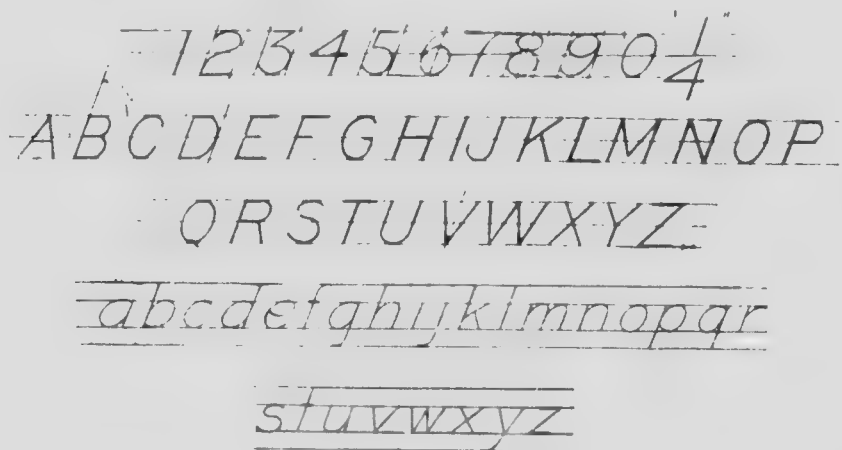 1234567890 1/4
ABCDEFGHIJKLMNOP
QRSTUVWXYZ
abcdefghijklmnopqr
stuvwxyz